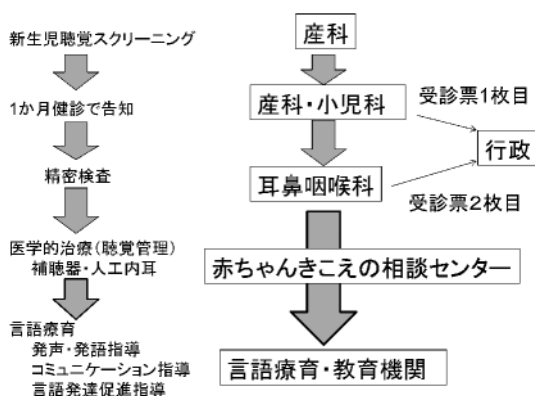 新生児聴覚スクリーニング
1か月健診で告知
精密検査
医学的治療(聴覚管理)
補聴器・人工内耳
言語療育
発声・発語指導
コミュニケーション指導
言語発達促進指導
産科
産科・小児科
受診票1枚目
行政
耳鼻咽喉科
受診票2枚目
赤ちゃんきこえの相談センター
言語療育・教育機関